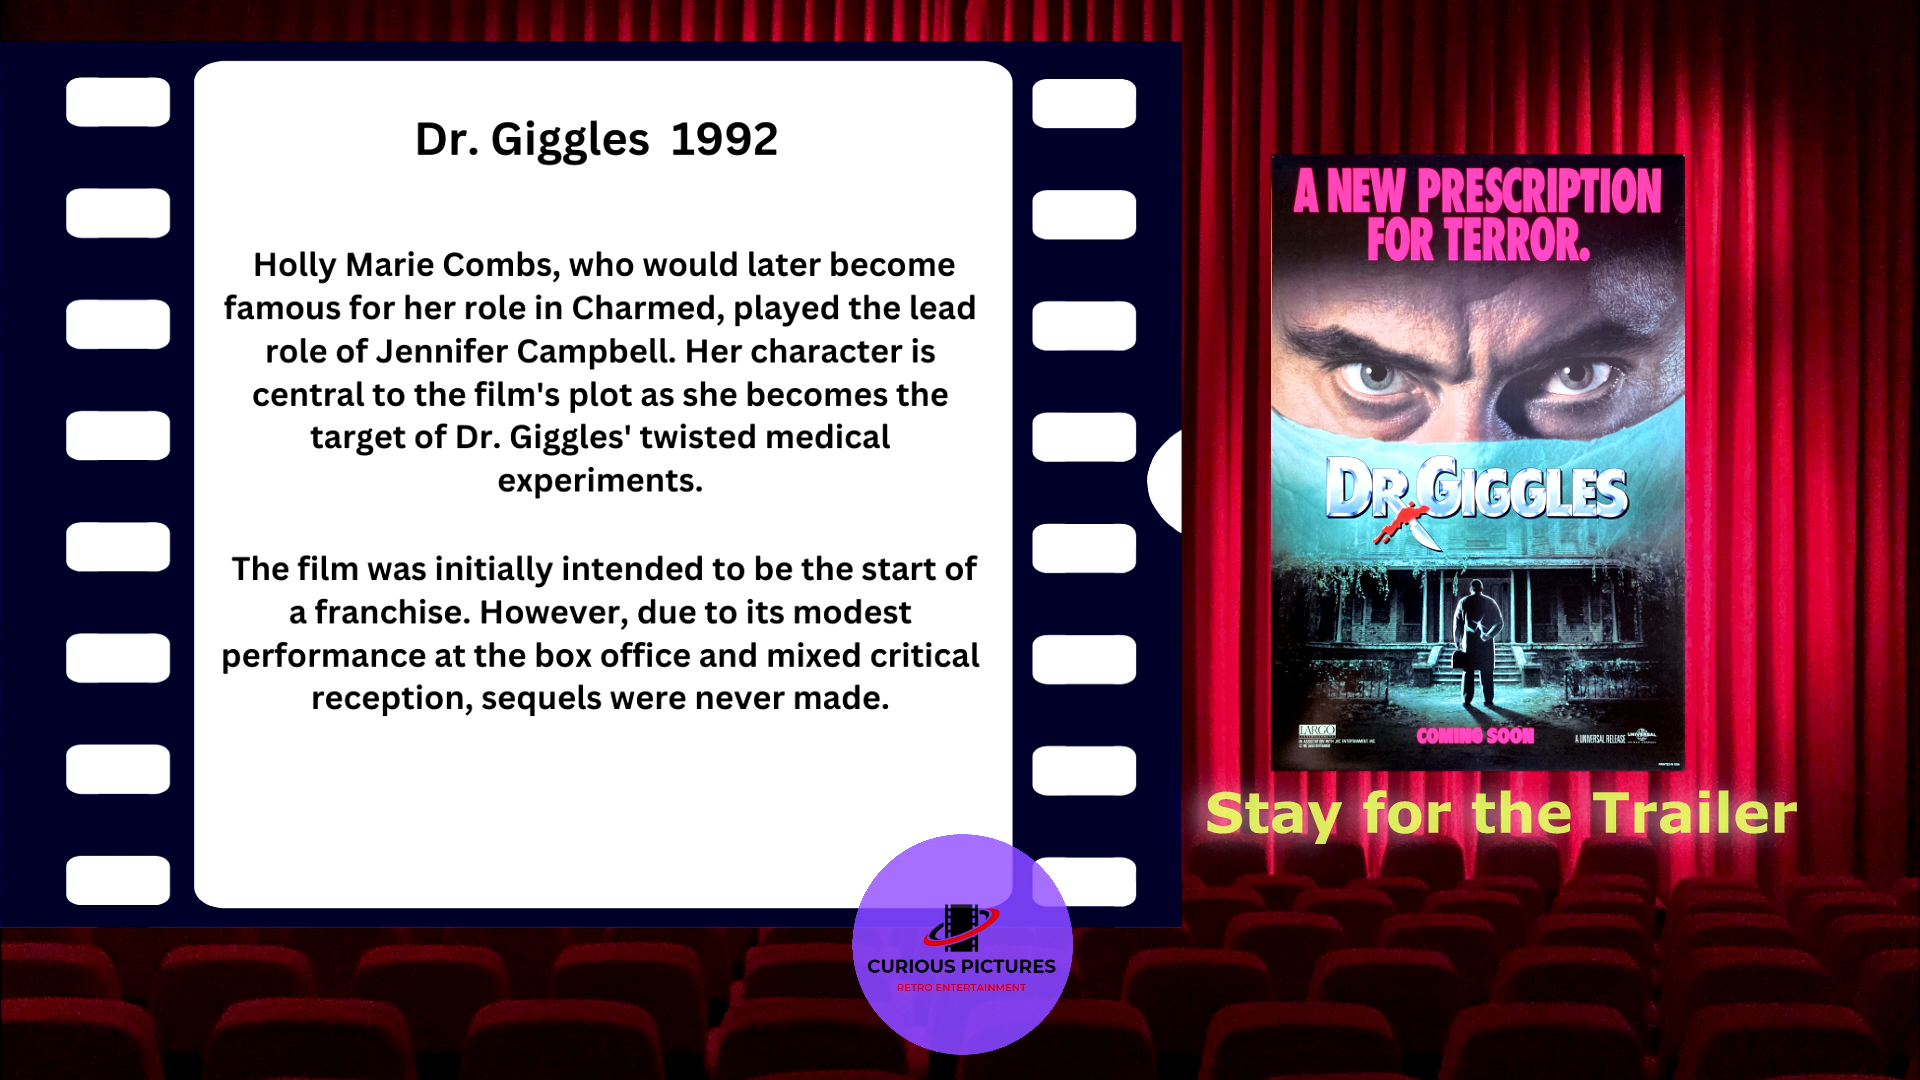 Dr. Giggles 1992
Holly Marie Combs, who would later become
famous for her role in Charmed, played the lead
role of Jennifer Campbell. Her character is
central to the film's plot as she becomes the
target of Dr. Giggles' twisted medical
experiments.
The film was initially intended to be the start of
a franchise. However, due to its modest
performance at the box office and mixed critical
reception, sequels were never made.
A NEW PRESCRIPTION
FOR TERROR.
DR. GIGGLES
LARGO
COMING SOON
A UNIVERSAL RELEASE
UNIVERSAL
Stay for the Trailer
CURIOUS PICTURES
RETRO ENTERTAINMENT